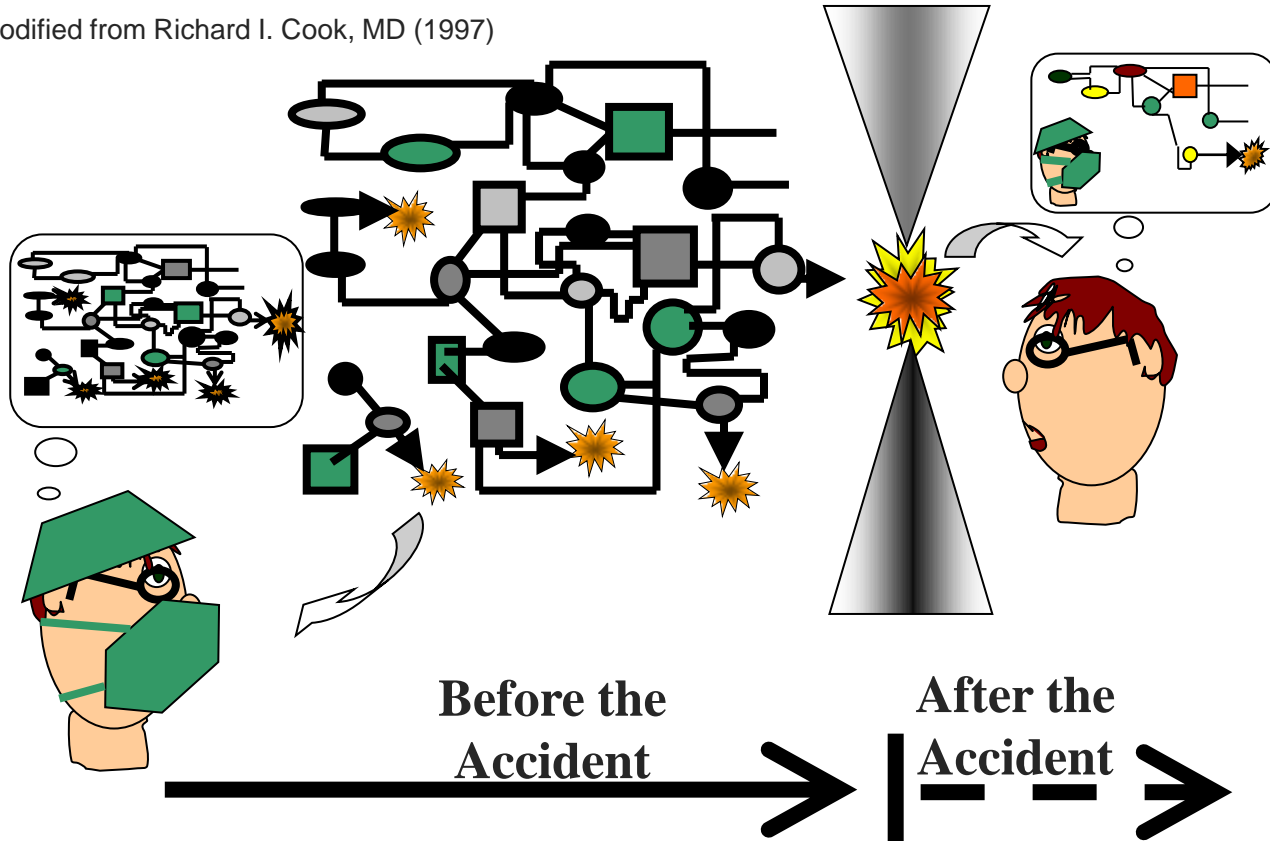 odified from Richard I. Cook, MD (1997)
Before the
Accident
After the
Accident